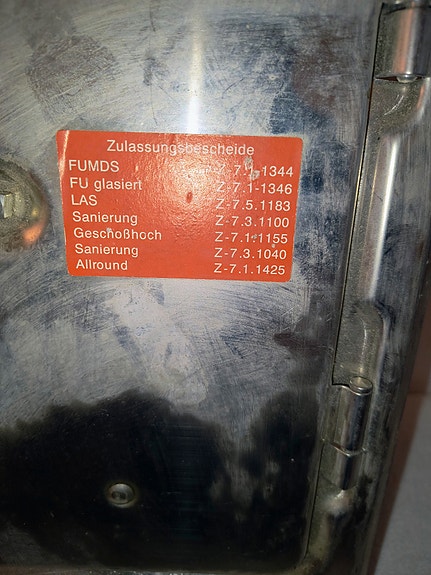 Zulassungsbescheide
FUMDS Z-7.1-1344
FU glasiert Z-7.1-1346
LAS Z-7.5.1183
Sanierung Z-7.3.1100
Geschoßhoch Z-7.1.1155
Sanierung Z-7.3.1040
Allround Z-7.1.1425